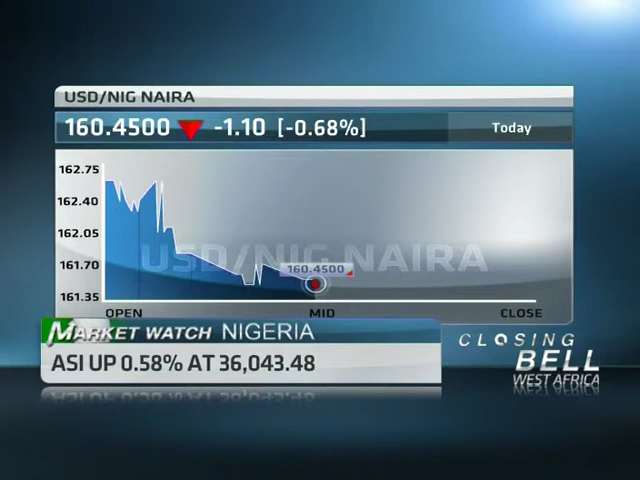 USD/NIG NAIRA
160.4500 ▼ -1.10 [-0.68%] Today
162.75
162.40
162.05
161.70
161.35
USD/NIG NAIRA
160.4500
OPEN MID CLOSE
MARKET WATCH NIGERIA
ASI UP 0.58% AT 36,043.48
CLOSING
BELL
WEST AFRICA